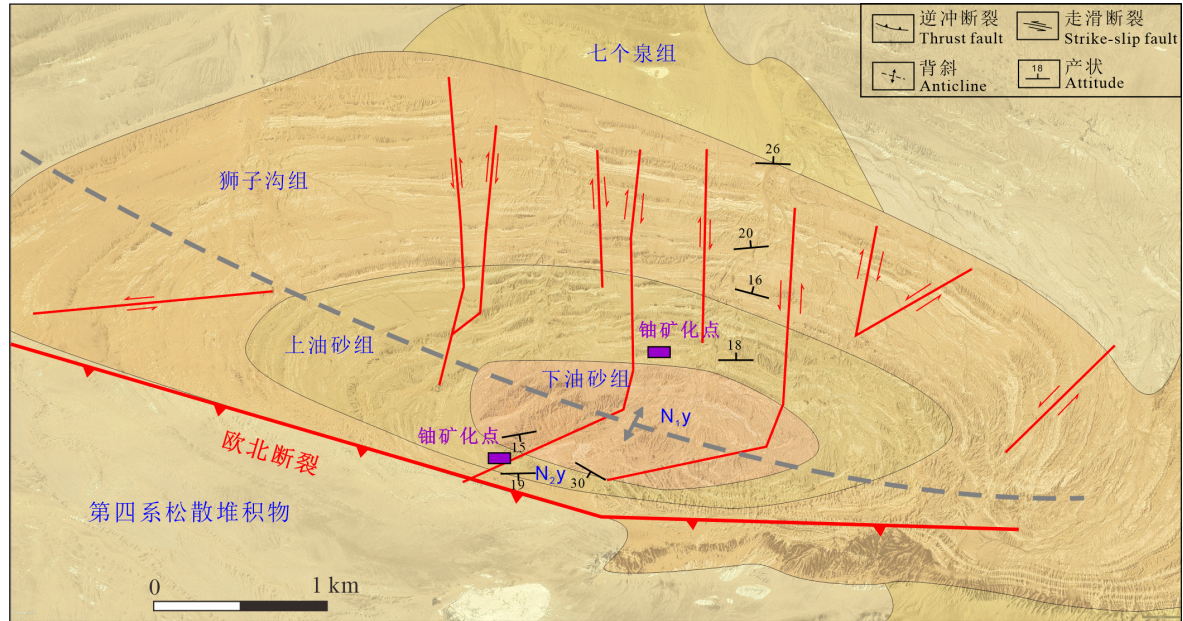 逆冲断裂
Thrust fault
走滑断裂
Strike-slip fault
背斜
Anticline
18
产状
Attitude
七个泉组
狮子沟组
26
20
16
上油砂组
铀矿化点
18
下油砂组
N₁y
铀矿化点
15
欧北断裂
N₂y
19
30
第四系松散堆积物
0
1 km